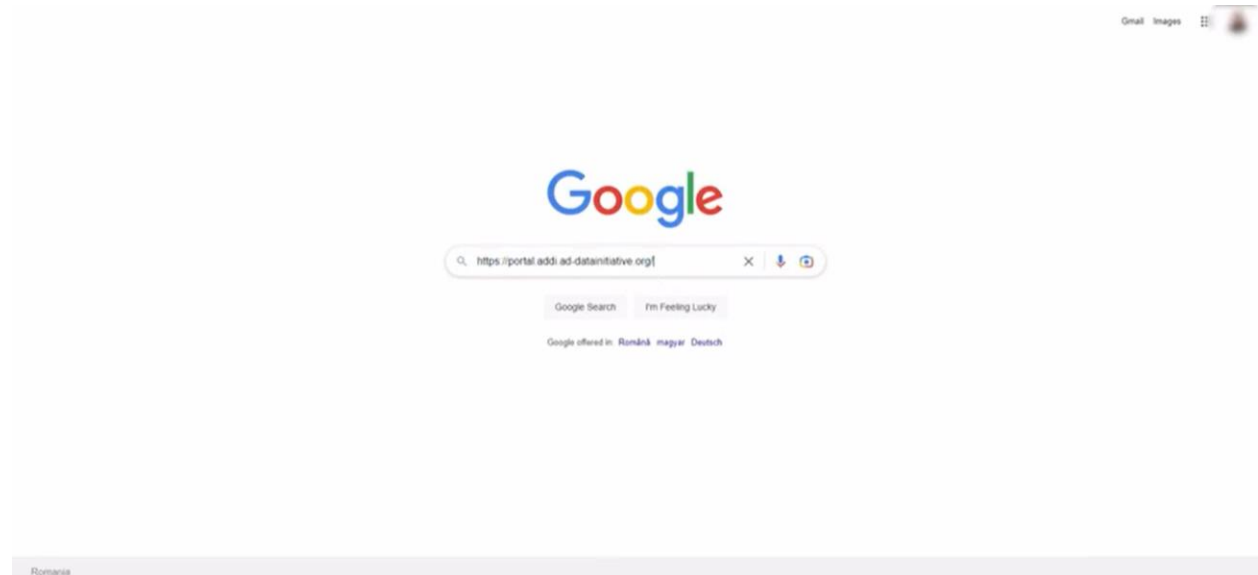 Gmail Images
Google
https://portal.addi.ad-datainitiative.org/
Google Search I'm Feeling Lucky
Google offered in: Română magyar Deutsch
Romania